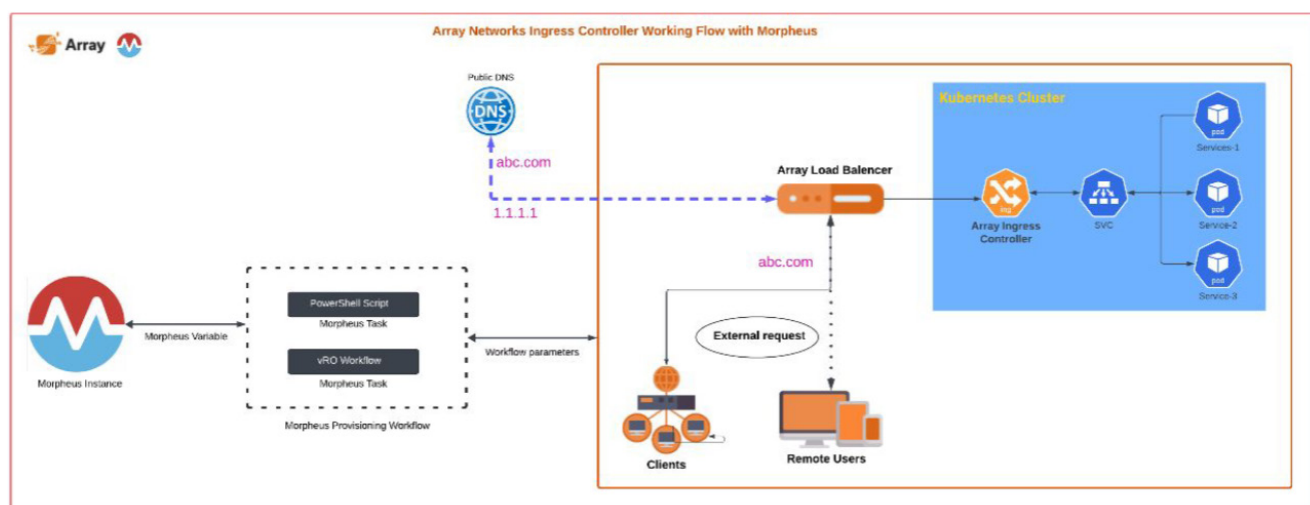 Array Networks Ingress Controller Working Flow with Morpheus
Array
Public DNS
DNS
abc.com
1.1.1.1
Array Load Balencer
Kubernetes Cluster
pod
Services-1
ing
Array Ingress
Controller
SVC
pod
Service-2
pod
Service-3
abc.com
External request
Clients
Remote Users
Morpheus Instance
Morpheus Variable
PowerShell Script
Morpheus Task
vRO Workflow
Morpheus Task
Morpheus Provisioning Workflow
Workflow parameters